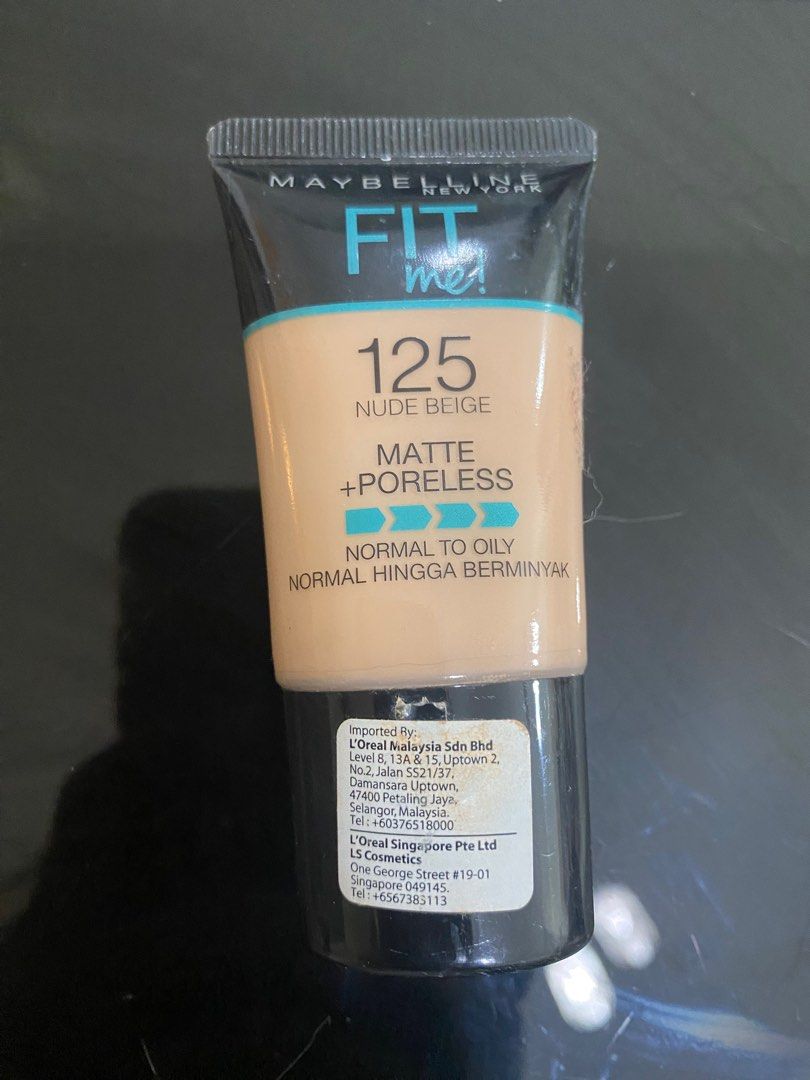 MAYBELLINE
NEW YORK
FIT
me!
125
NUDE BEIGE
MATTE
+PORELESS
NORMAL TO OILY
NORMAL HINGGA BERMINYAK
Imported By:
L'Oreal Malaysia Sdn Bhd
Level 8, 13A & 15, Uptown 2,
No.2, Jalan SS21/37,
Damansara Uptown,
47400 Petaling Jaya,
Selangor, Malaysia.
Tel : +60376518000
L'Oreal Singapore Pte Ltd
LS Cosmetics
One George Street #19-01
Singapore 049145.
Tel : +6567383113